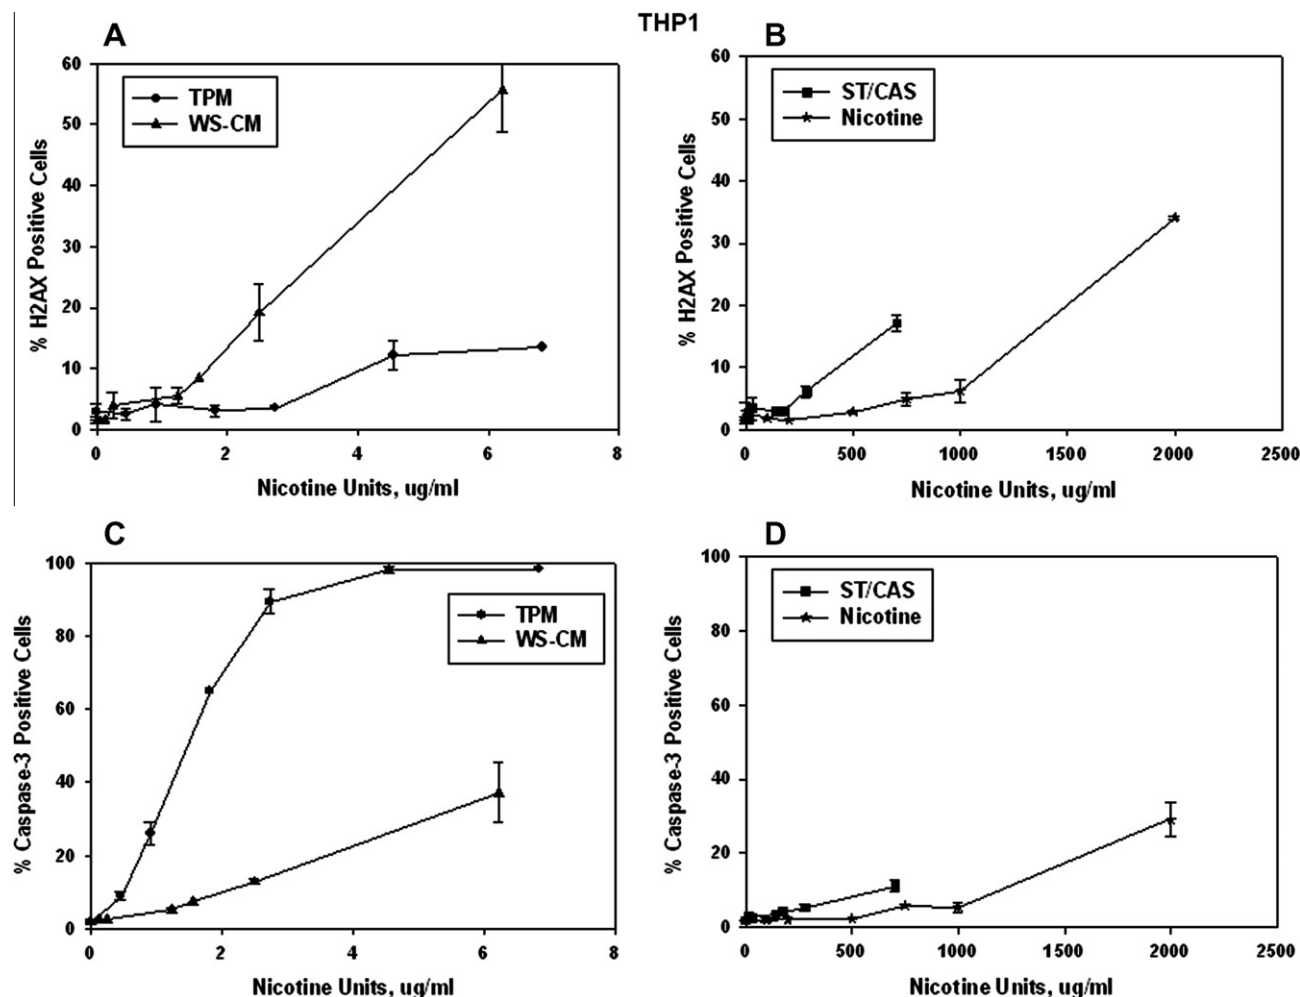 THP1
A
60
50
40
30
20
10
0
% H2AX Positive Cells
TPM
WS-CM
0 2 4 6 8
Nicotine Units, ug/ml
B
60
50
40
30
20
10
0
% H2AX Positive Cells
ST/CAS
Nicotine
0 500 1000 1500 2000 2500
Nicotine Units, ug/ml
C
100
80
60
40
20
0
% Caspase-3 Positive Cells
TPM
WS-CM
0 2 4 6 8
Nicotine Units, ug/ml
D
100
80
60
40
20
0
% Caspase-3 Positive Cells
ST/CAS
Nicotine
0 500 1000 1500 2000 2500
Nicotine Units, ug/ml